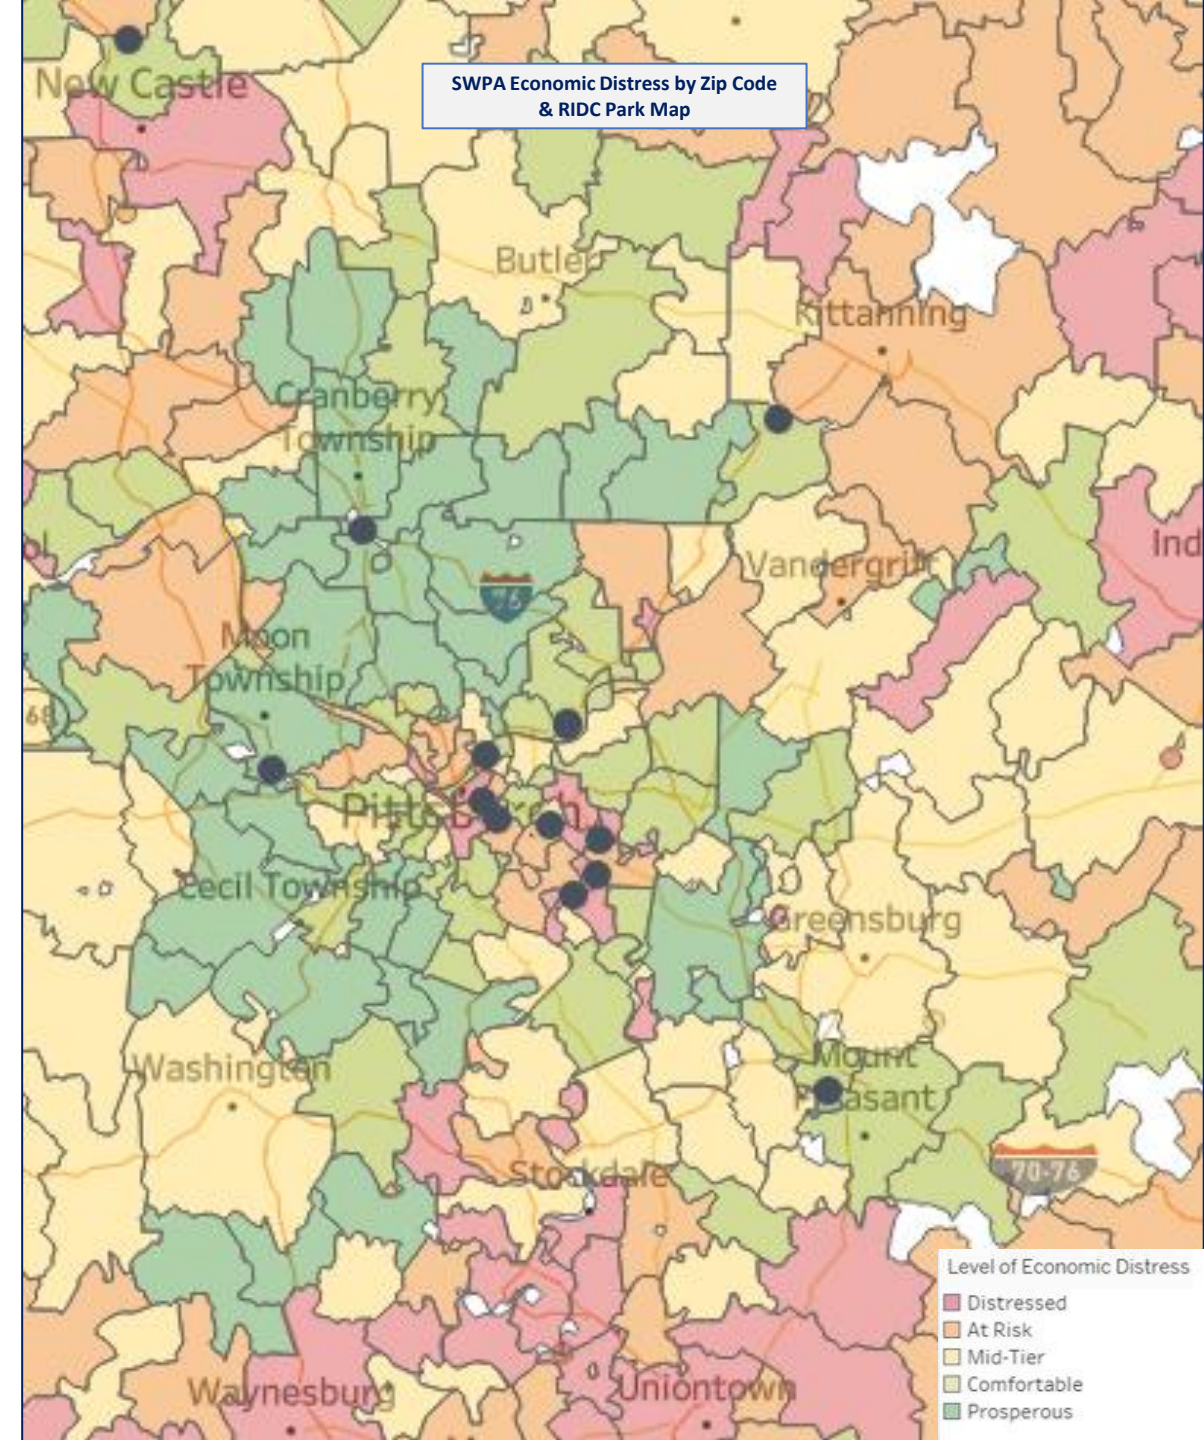 SWPA Economic Distress by Zip Code
& RIDC Park Map
New Castle
Butler
Kittanning
Cranberry
Township
Ind
Vandergrift
76
Moon
Township
68
Pittsburgh
Cecil Township
Greensburg
Mount
Pleasant
Washington
Stockdale
70-76
Waynesburg
Uniontown
Level of Economic Distress
Distressed
At Risk
Mid-Tier
Comfortable
Prosperous